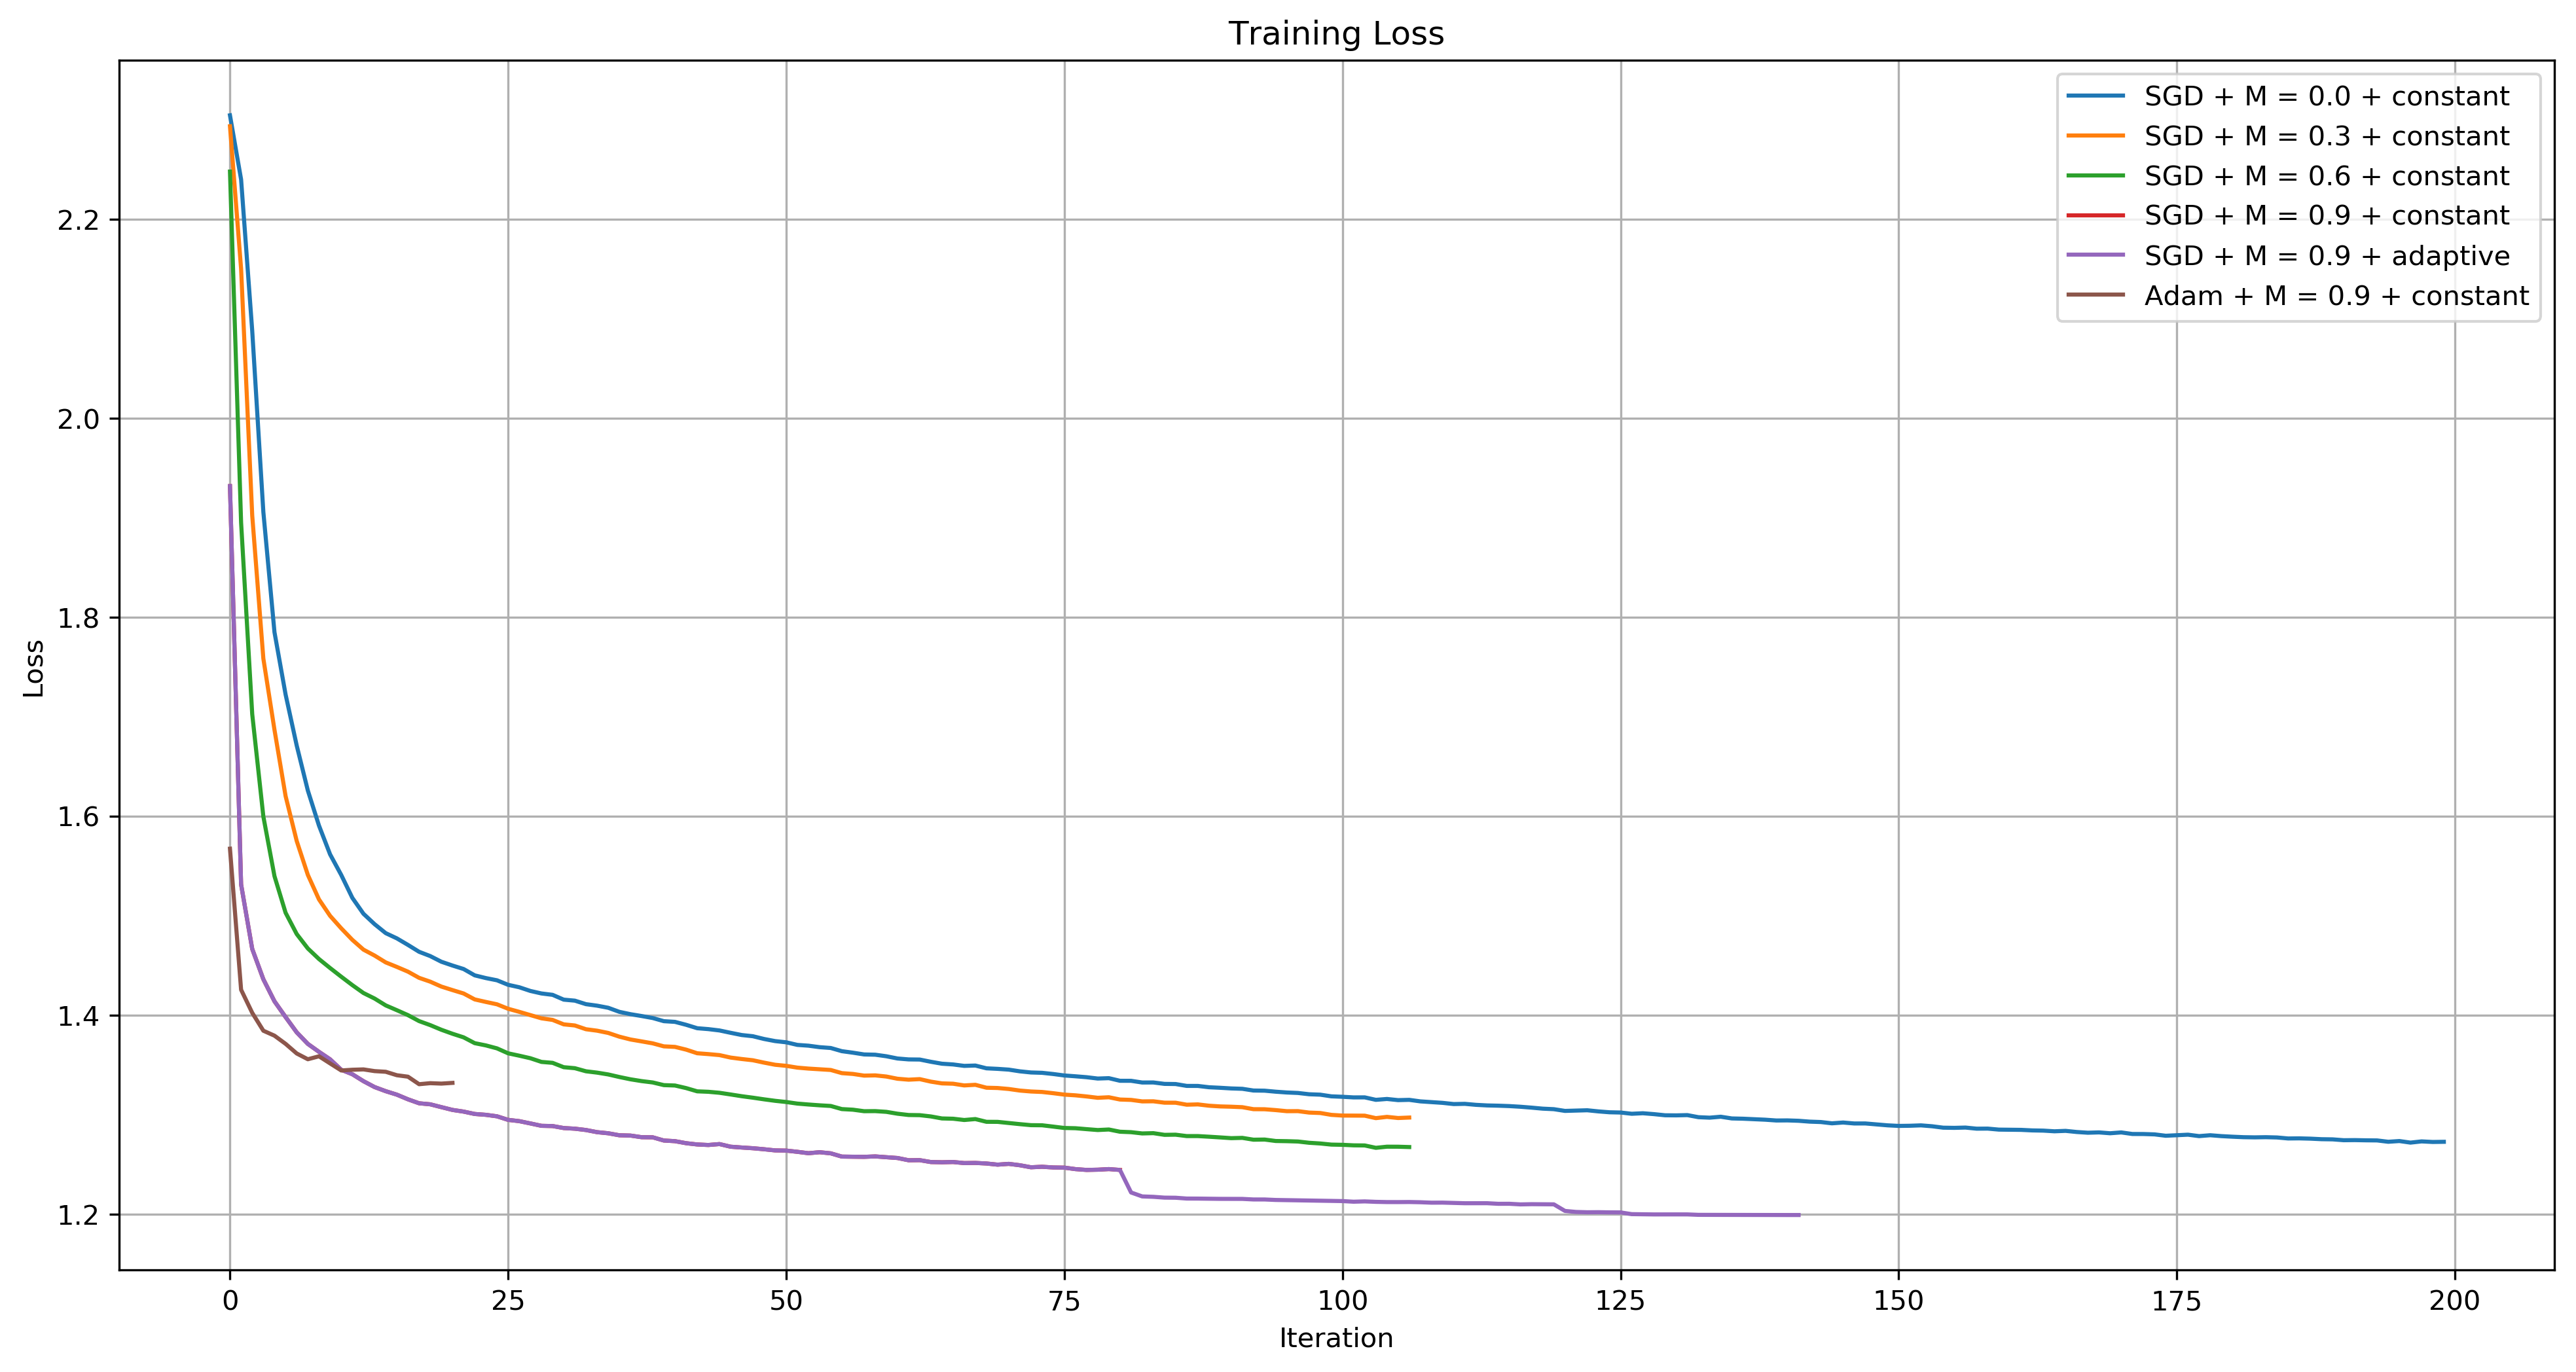 Training Loss
SGD + M = 0.0 + constant
SGD + M = 0.3 + constant
SGD + M = 0.6 + constant
SGD + M = 0.9 + constant
SGD + M = 0.9 + adaptive
Adam + M = 0.9 + constant
2.2
2.0
1.8
1.6
1.4
1.2
Loss
0 25 50 75 100 125 150 175 200
Iteration